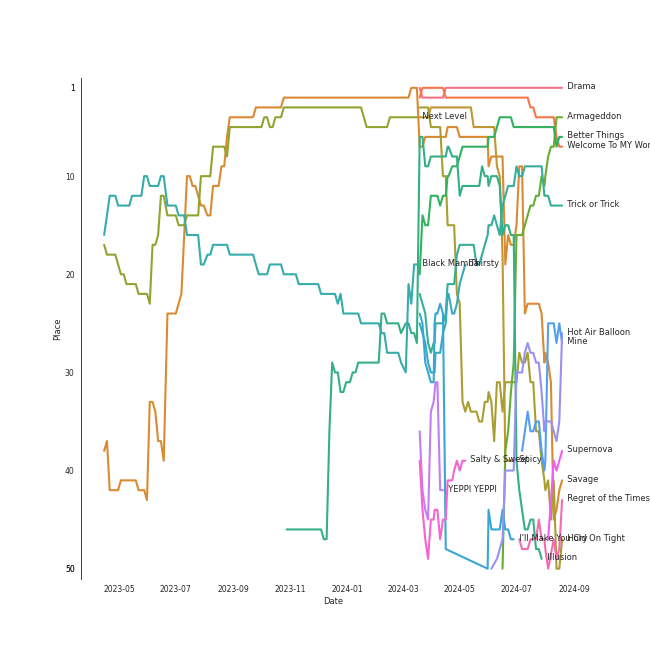 1
Drama
Next Level
Armageddon
Better Things
Welcome To MY Wor
10
Trick or Trick
Black Mamba
Thirsty
20
Place
Hot Air Balloon
Mine
30
Supernova
Salty & Sweet
Spicy
40
Savage
YEPPI YEPPI
Regret of the Times
I'll Make You Cry
Hold On Tight
Illusion
50
2023-05
2023-07
2023-09
2023-11
2024-01
2024-03
2024-05
2024-07
2024-09
Date